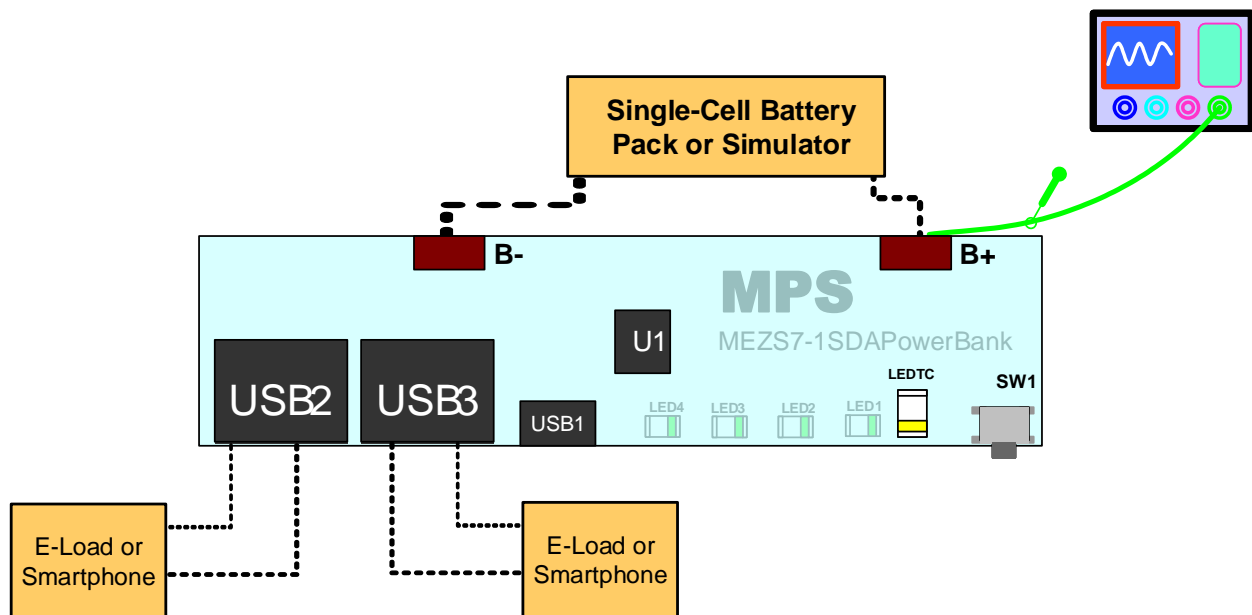 Single-Cell Battery
Pack or Simulator
B-
B+
MPS
MEZS7-1SDAPowerBank
U1
LEDTC
SW1
USB2
USB3
USB1
LED4
LED3
LED2
LED1
E-Load or
Smartphone
E-Load or
Smartphone